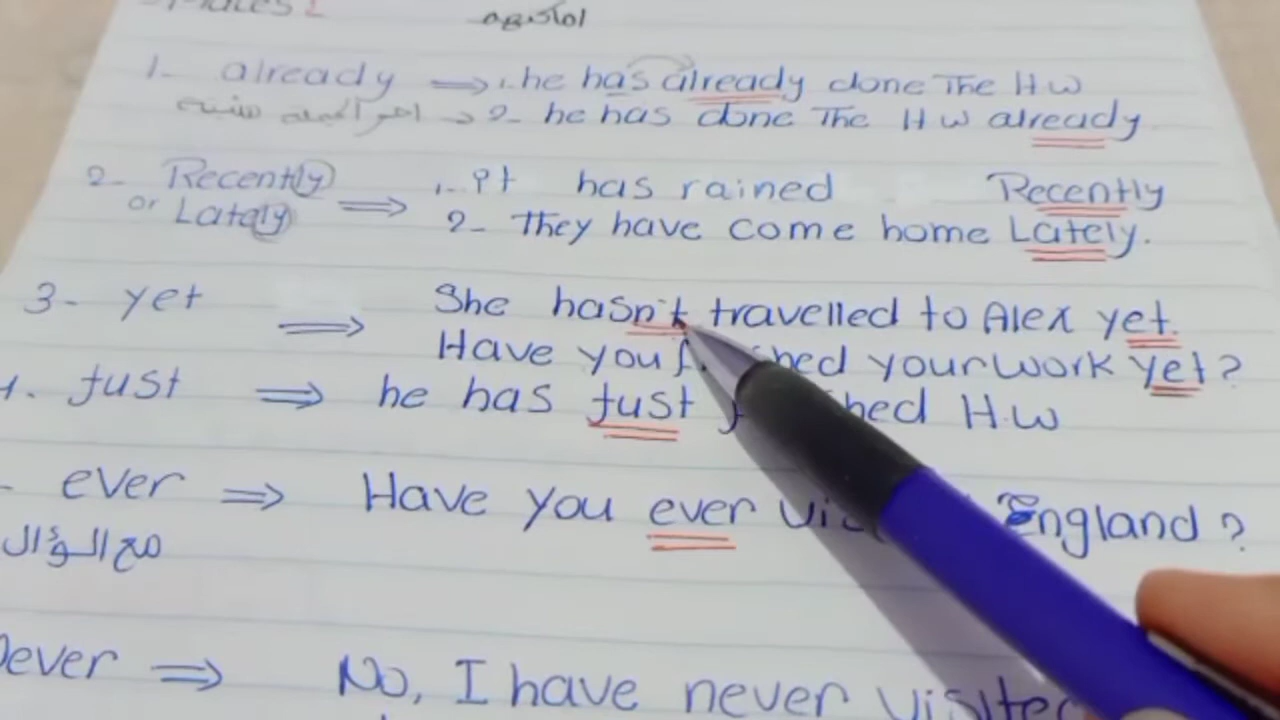 اماكنهم
1- already → 1. he has already done The H w
اخر الجملة → 2- he has done The H w already
2- Recently ⇒ 1. It has rained Recently
or Lately 2- They have come home Lately.
3- yet ⇒ She hasn't travelled to Alex yet.
Have you your work yet?
4. Just ⇒ he has Just H.w
- ever ⇒ Have you ever England?
مع السؤال
never ⇒ No, I have never